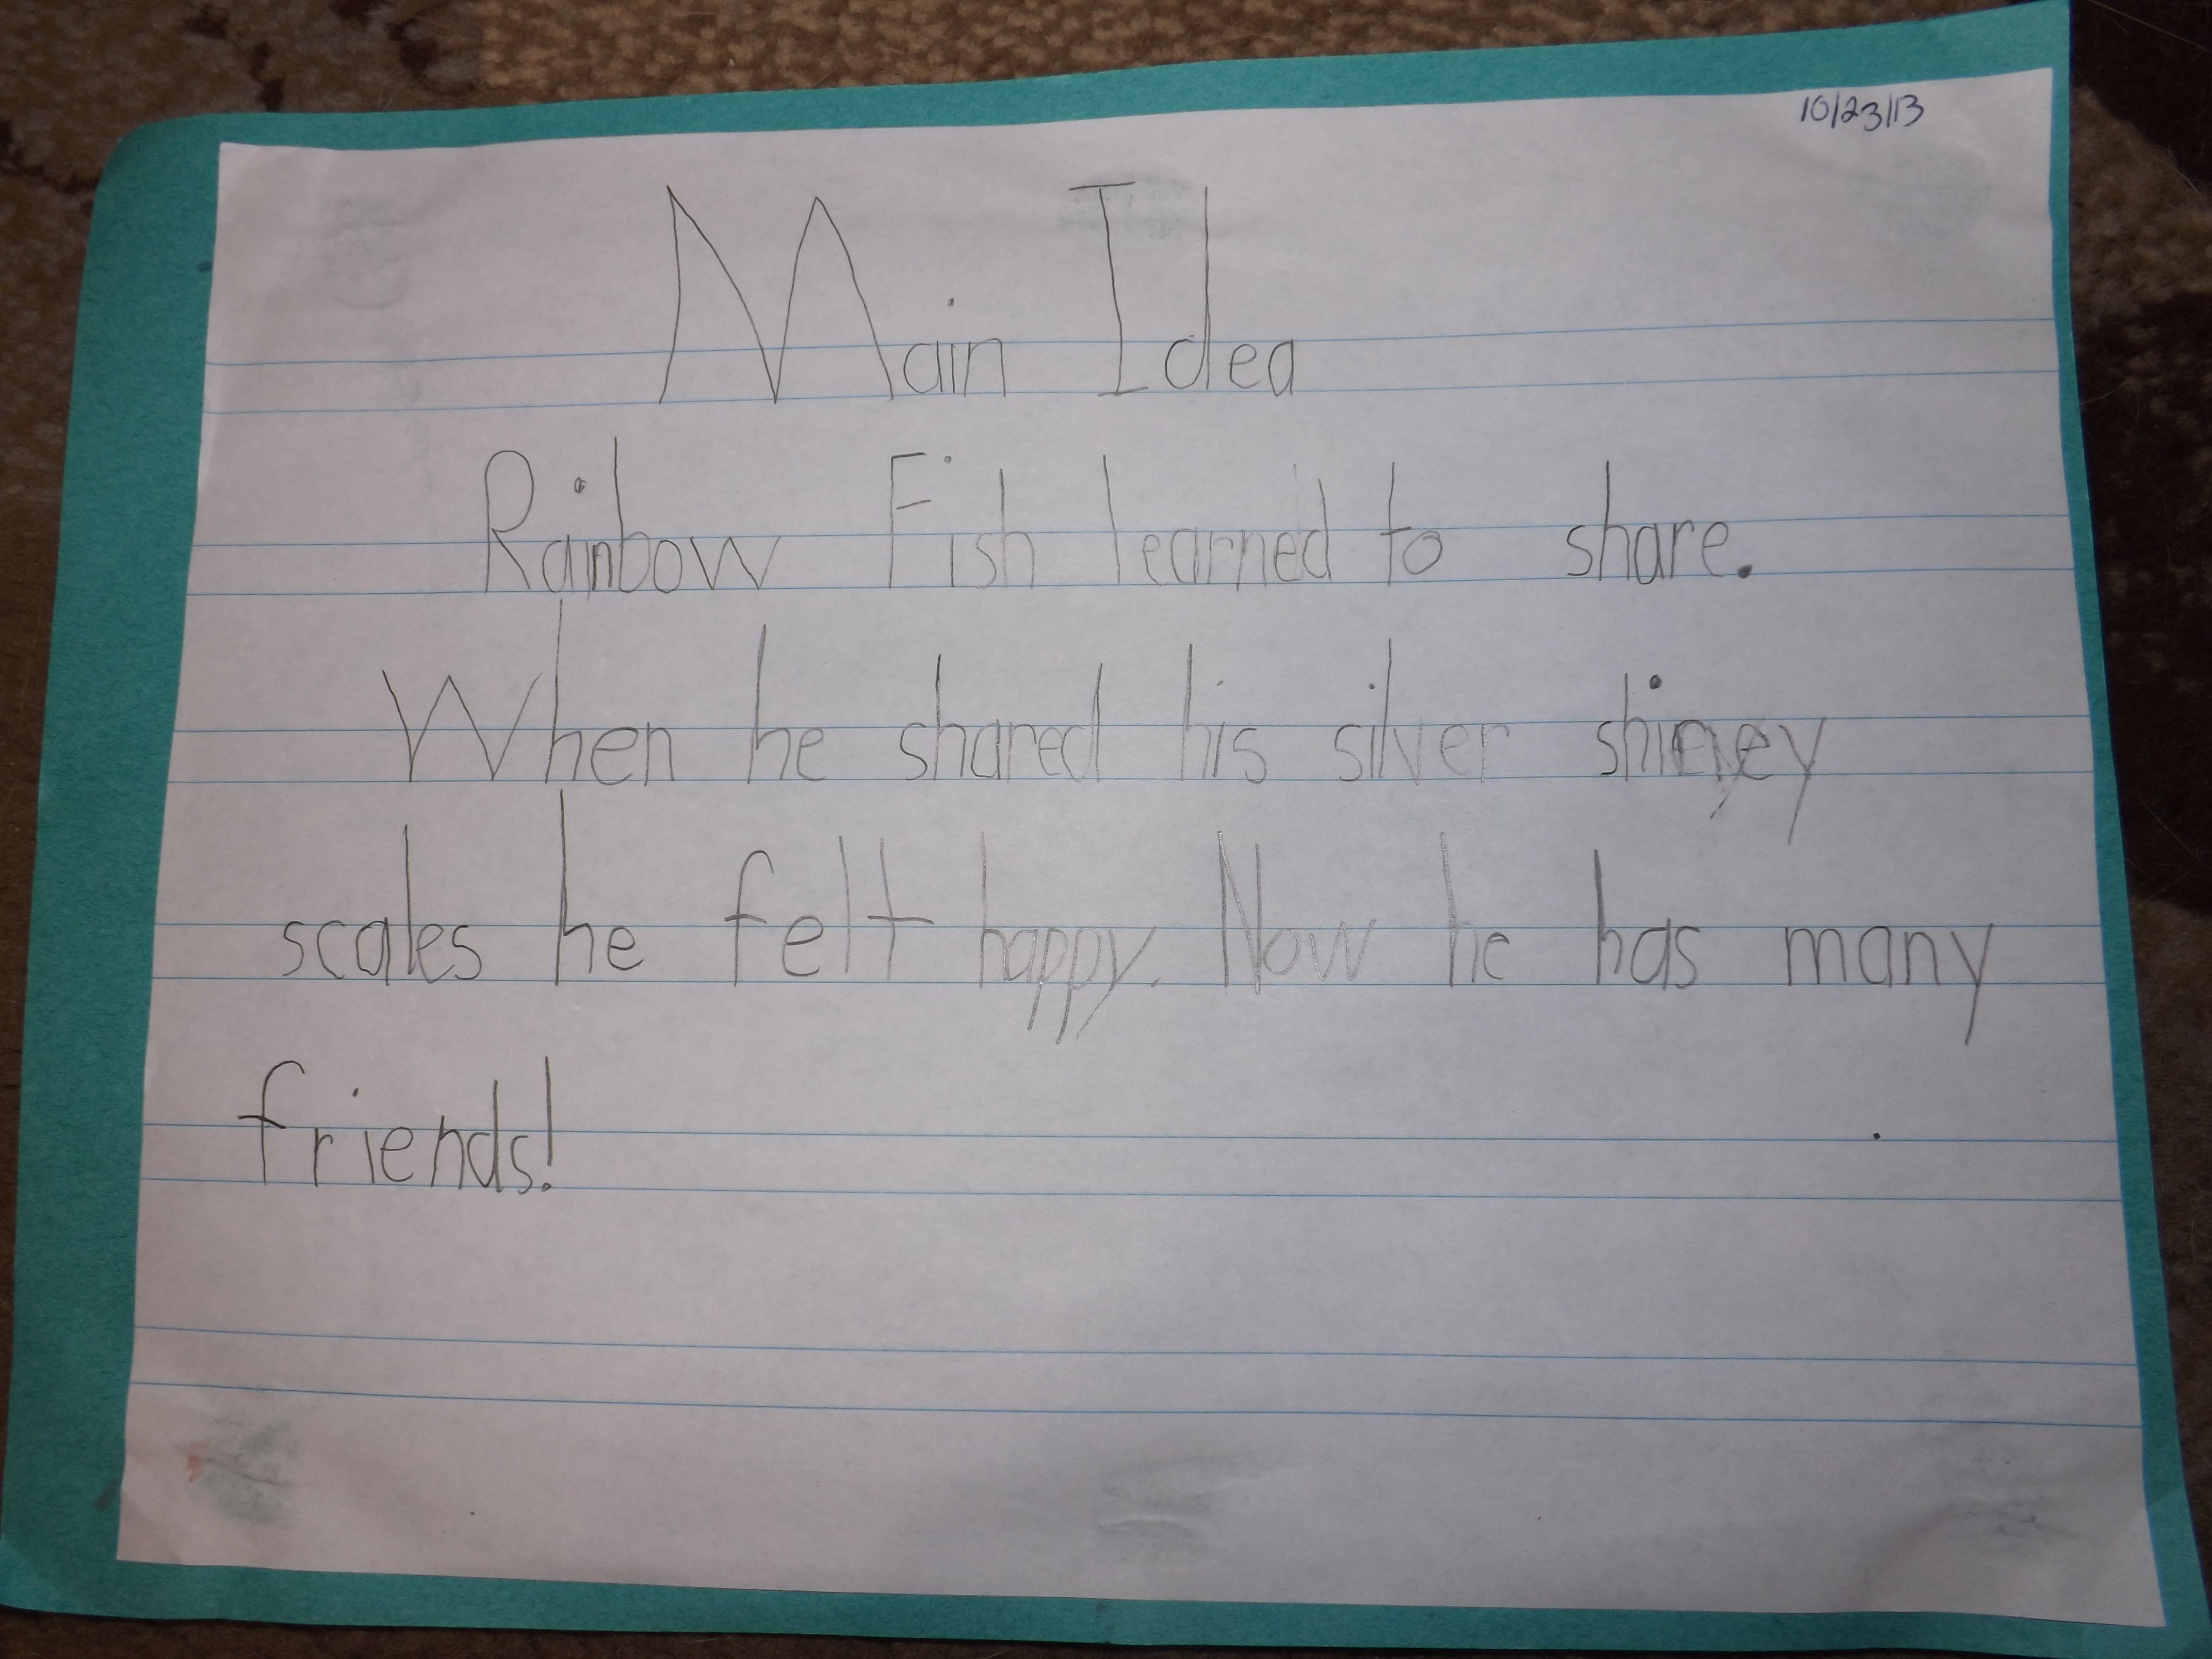 10/23/13
Main Idea
Rainbow Fish learned to share.
When he shared his silver shiney
scales he felt happy. Now he has many
friends!